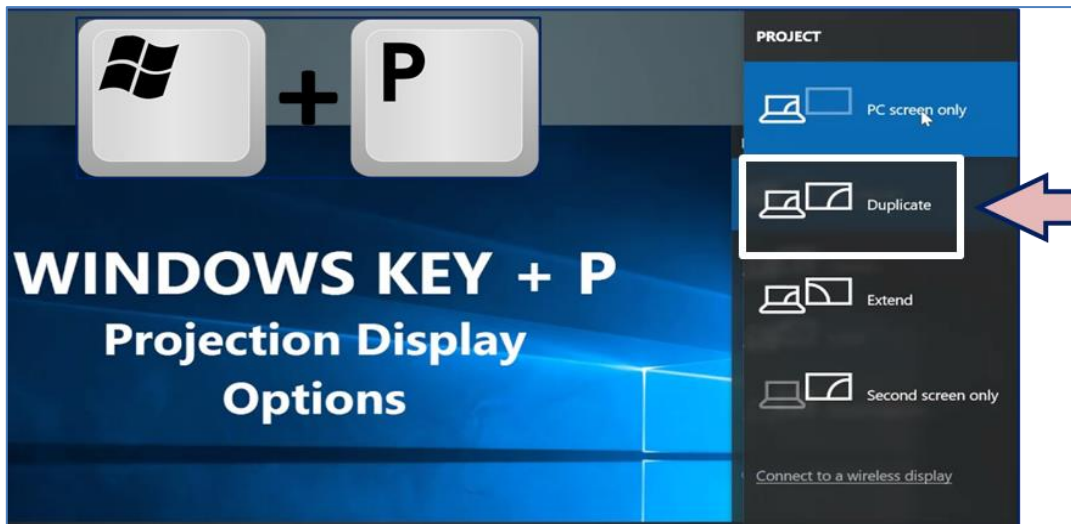 P
+
WINDOWS KEY + P
Projection Display
Options
PROJECT
PC screen only
Duplicate
Extend
Second screen only
Connect to a wireless display